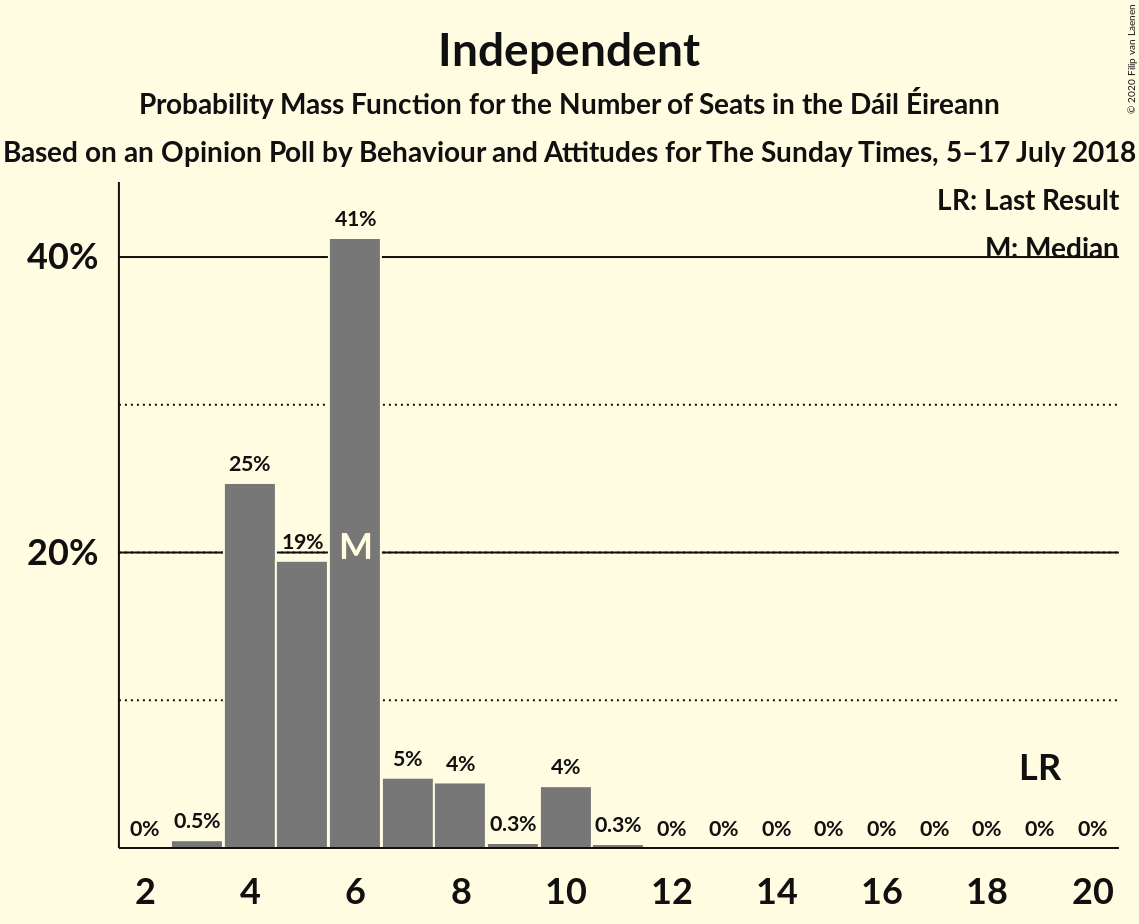 Independent
Probability Mass Function for the Number of Seats in the Dáil Éireann
Based on an Opinion Poll by Behaviour and Attitudes for The Sunday Times, 5–17 July 2018
© 2020 Filip van Laenen
LR: Last Result
M: Median
40%
20%
0% 0.5% 25% 19% 41% 5% 4% 0.3% 4% 0.3% 0% 0% 0% 0% 0% 0% 0% 0% 0%
M
LR
2 4 6 8 10 12 14 16 18 20